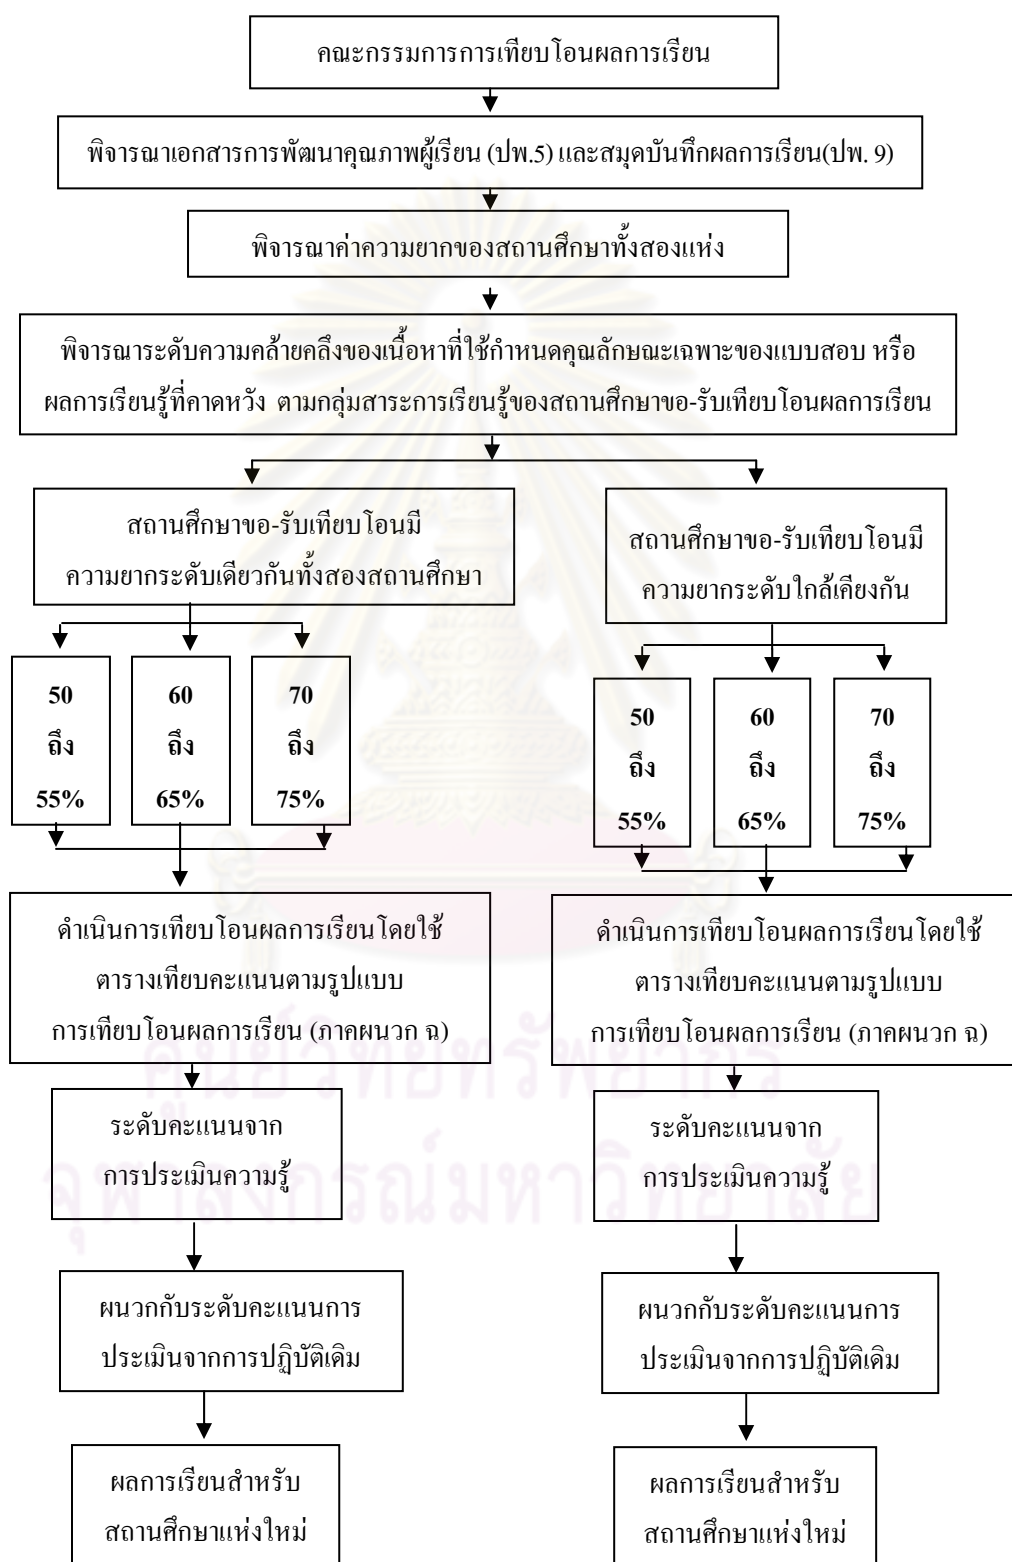 คณะกรรมการการเทียบโอนผลการเรียน
พิจารณาเอกสารการพัฒนาคุณภาพผู้เรียน (ปพ.5) และสมุดบันทึกผลการเรียน(ปพ. 9)
พิจารณาค่าความยากของสถานศึกษาทั้งสองแห่ง
พิจารณาระดับความคล้ายคลึงของเนื้อหาที่ใช้กำหนดคุณลักษณะเฉพาะของแบบสอบ หรือ
ผลการเรียนรู้ที่คาดหวัง ตามกลุ่มสาระการเรียนรู้ของสถานศึกษาขอ-รับเทียบโอนผลการเรียน
สถานศึกษาขอ-รับเทียบโอนมี
ความยากระดับเดียวกันทั้งสองสถานศึกษา
สถานศึกษาขอ-รับเทียบโอนมี
ความยากระดับใกล้เคียงกัน
50
ถึง
55%
60
ถึง
65%
70
ถึง
75%
50
ถึง
55%
60
ถึง
65%
70
ถึง
75%
ดำเนินการเทียบโอนผลการเรียนโดยใช้
ตารางเทียบคะแนนตามรูปแบบ
การเทียบโอนผลการเรียน (ภาคผนวก ฉ)
ดำเนินการเทียบโอนผลการเรียนโดยใช้
ตารางเทียบคะแนนตามรูปแบบ
การเทียบโอนผลการเรียน (ภาคผนวก ฉ)
ศูนย์วิทยทรัพยากร
จุฬาลงกรณ์มหาวิทยาลัย
ระดับคะแนนจาก
การประเมินความรู้
ระดับคะแนนจาก
การประเมินความรู้
ผนวกกับระดับคะแนนการ
ประเมินจากการปฏิบัติเดิม
ผนวกกับระดับคะแนนการ
ประเมินจากการปฏิบัติเดิม
ผลการเรียนสำหรับ
สถานศึกษาแห่งใหม่
ผลการเรียนสำหรับ
สถานศึกษาแห่งใหม่